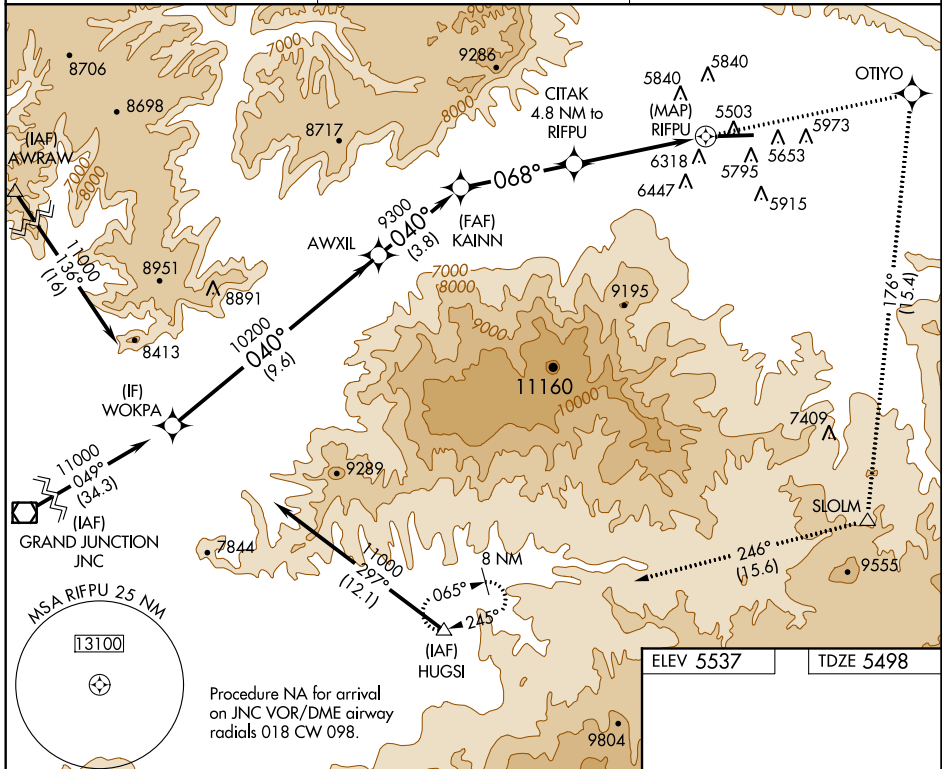 8706
8698
7000
9286
8000
8717
5840
5840
OTIYO
CITAK
4.8 NM to
RIFPU
(MAP)
RIFPU
5503
5973
5653
6318
5795
6447
5915
(IAF)
AWRAW
7000
8000
11000
136°
(16)
068°
9300
040°
(3.8)
(FAF)
KAINN
AWXIL
8951
8891
8413
7000
8000
9000
9195
176°
(15.4)
10200
040°
(9.6)
11160
10000
(IF)
WOKPA
7409
11000
049°
(34.3)
9289
(IAF)
GRAND JUNCTION
JNC
SLOLM
7844
11000
297°
(12.1)
8 NM
065°
245°
246°
(15.6)
9555
(IAF)
HUGSI
MSA RIFPU 25 NM
13100
Procedure NA for arrival
on JNC VOR/DME airway
radials 018 CW 098.
ELEV 5537
TDZE 5498
9804